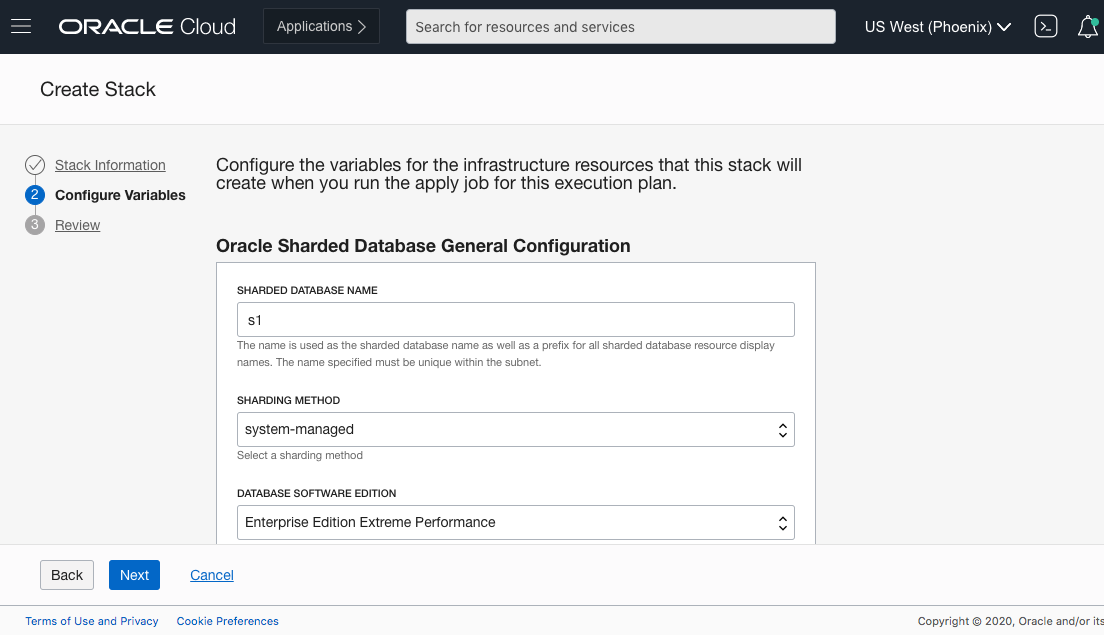 ORACLE Cloud
Applications
Search for resources and services
US West (Phoenix)
Create Stack
Stack Information
2 Configure Variables
3 Review
Configure the variables for the infrastructure resources that this stack will
create when you run the apply job for this execution plan.
Oracle Sharded Database General Configuration
SHARDED DATABASE NAME
s1
The name is used as the sharded database name as well as a prefix for all sharded database resource display
names. The name specified must be unique within the subnet.
SHARDING METHOD
system-managed
Select a sharding method
DATABASE SOFTWARE EDITION
Enterprise Edition Extreme Performance
Back
Next
Cancel
Terms of Use and Privacy
Cookie Preferences
Copyright © 2020, Oracle and/or its